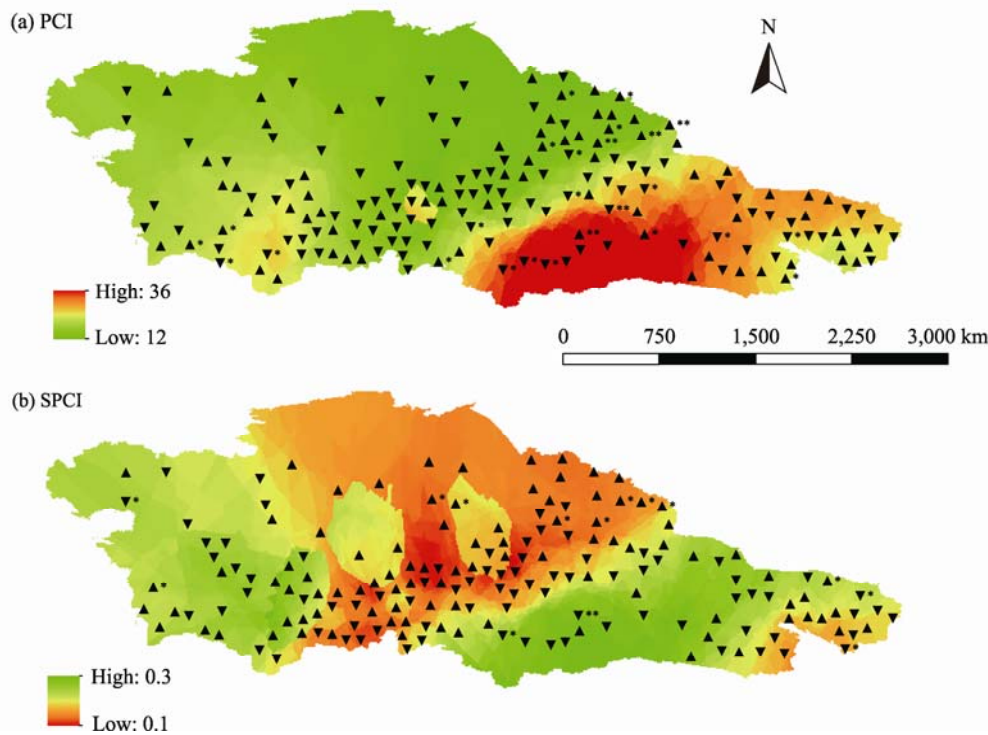 (a) PCI
N
High: 36
Low: 12
0 750 1,500 2,250 3,000 km
(b) SPCI
High: 0.3
Low: 0.1